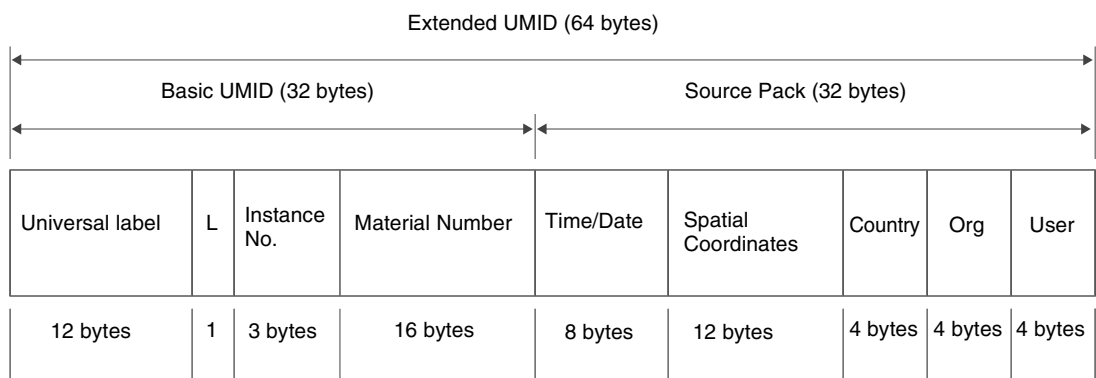 Extended UMID (64 bytes)
Basic UMID (32 bytes)
Source Pack (32 bytes)
Universal label
L
Instance
No.
Material Number
Time/Date
Spatial
Coordinates
Country
Org
User
12 bytes
1
3 bytes
16 bytes
8 bytes
12 bytes
4 bytes
4 bytes
4 bytes